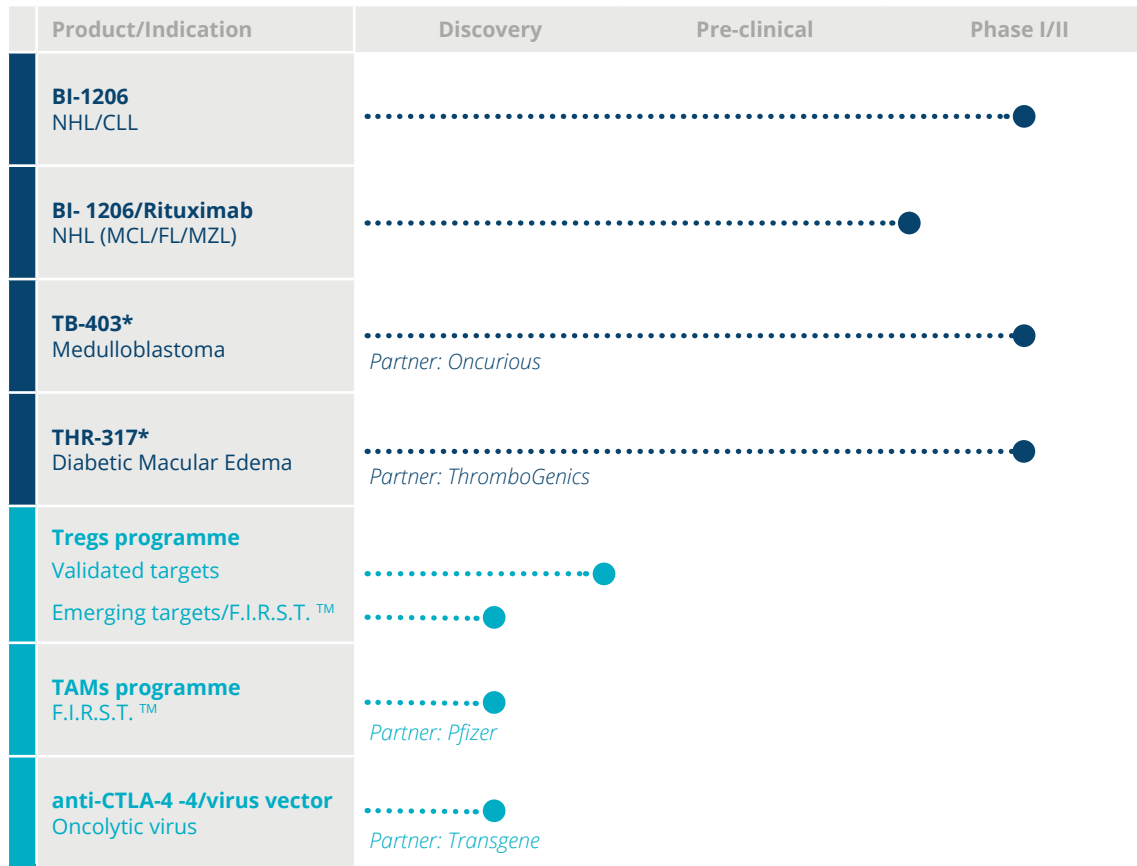 Product/Indication Discovery Pre-clinical Phase I/II
BI-1206
NHL/CLL
BI- 1206/Rituximab
NHL (MCL/FL/MZL)
TB-403*
Medulloblastoma
Partner: Oncurious
THR-317*
Diabetic Macular Edema
Partner: ThromboGenics
Tregs programme
Validated targets
Emerging targets/F.I.R.S.T. ™
TAMs programme
F.I.R.S.T. ™
Partner: Pfizer
anti-CTLA-4 -4/virus vector
Oncolytic virus
Partner: Transgene